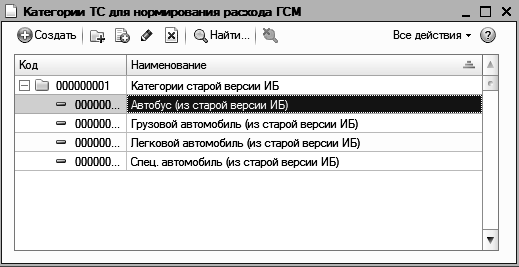 Категории ТС для нормирования расхода ГСМ
Создать Найти... Все действия
Код Наименование
000000001 Категории старой версии ИБ
000000... Автобус (из старой версии ИБ)
000000... Грузовой автомобиль (из старой версии ИБ)
000000... Легковой автомобиль (из старой версии ИБ)
000000... Спец. автомобиль (из старой версии ИБ)